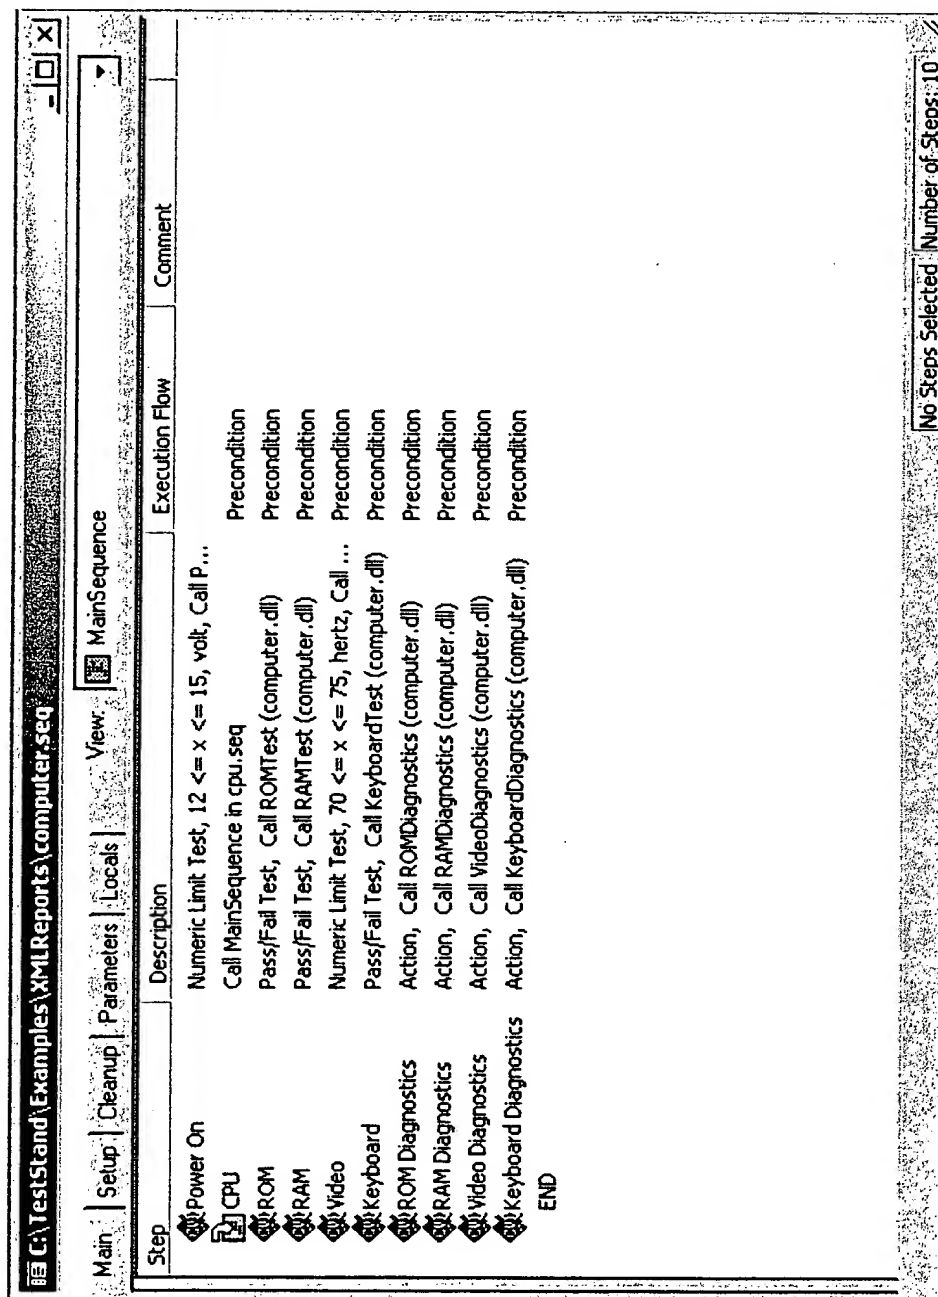 C:\TestStand\Examples\XMLReports\computer.seq
Main Setup Cleanup Parameters Locals View: MainSequence
Step Description Execution Flow Comment
Power On Numeric Limit Test, 12 <= x <= 15, volt, Call P...
CPU Call MainSequence in cpu.seq Precondition
ROM Pass/Fail Test, Call ROMTest (computer.dll) Precondition
RAM Pass/Fail Test, Call RAMTest (computer.dll) Precondition
Video Numeric Limit Test, 70 <= x <= 75, hertz, Call ... Precondition
Keyboard Pass/Fail Test, Call KeyboardTest (computer.dll) Precondition
ROM Diagnostics Action, Call ROMDiagnostics (computer.dll) Precondition
RAM Diagnostics Action, Call RAMDiagnostics (computer.dll) Precondition
Video Diagnostics Action, Call VideoDiagnostics (computer.dll) Precondition
Keyboard Diagnostics Action, Call KeyboardDiagnostics (computer.dll) Precondition
END
No Steps Selected Number of Steps: 10